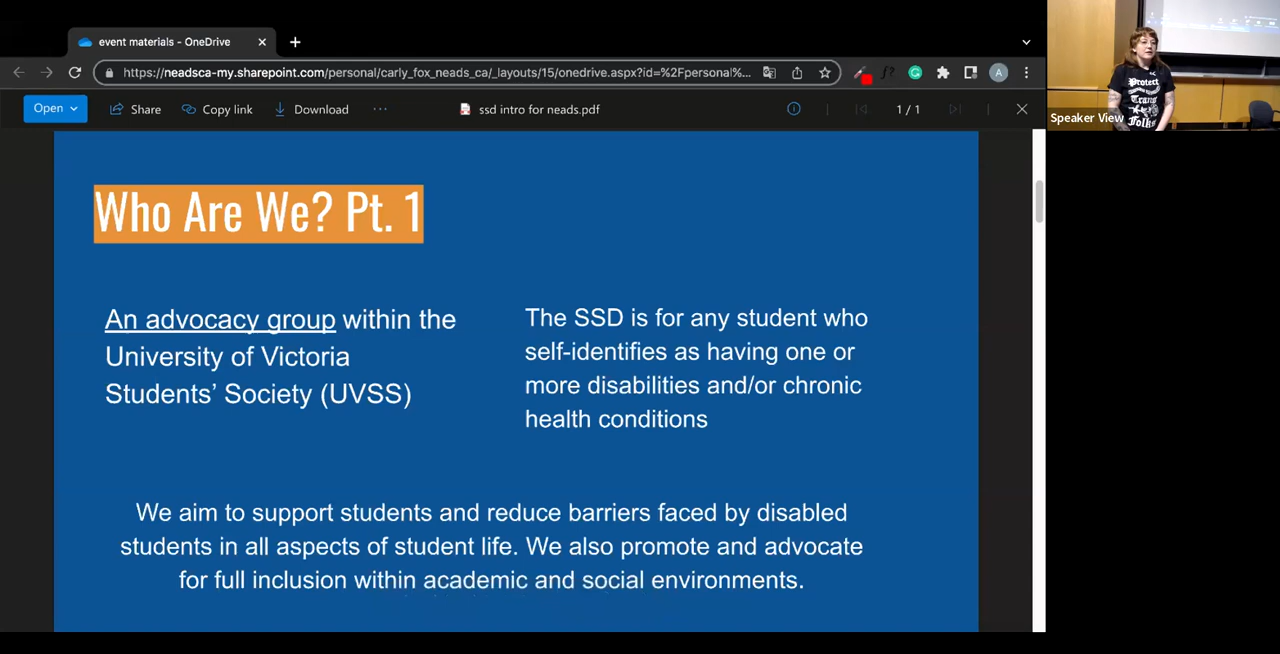 event materials - OneDrive
https://neadsca-my.sharepoint.com/personal/carly_fox_neads_ca/_layouts/15/onedrive.aspx?id=%2Fpersonal%...
A
Open
Share
Copy link
Download
ssd intro for neads.pdf
1 / 1
Who Are We? Pt. 1
An advocacy group within the
University of Victoria
Students' Society (UVSS)
The SSD is for any student who
self-identifies as having one or
more disabilities and/or chronic
health conditions
We aim to support students and reduce barriers faced by disabled
students in all aspects of student life. We also promote and advocate
for full inclusion within academic and social environments.
Protect
Trans
Folks
Speaker View